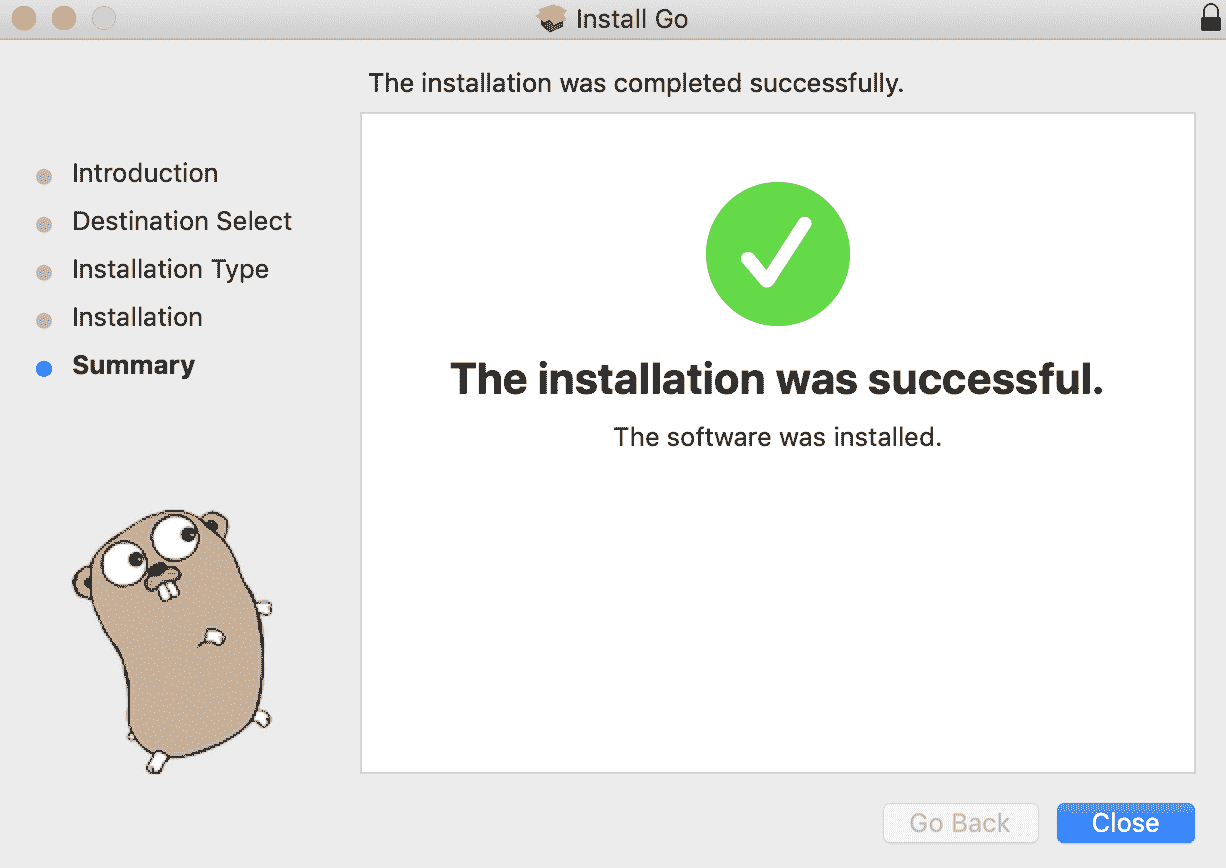 Install Go
The installation was completed successfully.
Introduction
Destination Select
Installation Type
Installation
Summary
The installation was successful.
The software was installed.
Go Back
Close